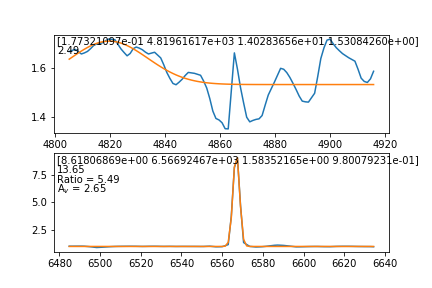 [1.77321097e-01 4.81961617e+03 1.40283656e+01 1.53084260e+00]
2.49
1.6
1.4
4800 4820 4840 4860 4880 4900 4920
[8.61806869e+00 6.56692467e+03 1.58352165e+00 9.80079231e-01]
13.65
Ratio = 5.49
Av = 2.65
7.5
5.0
2.5
6480 6500 6520 6540 6560 6580 6600 6620 6640